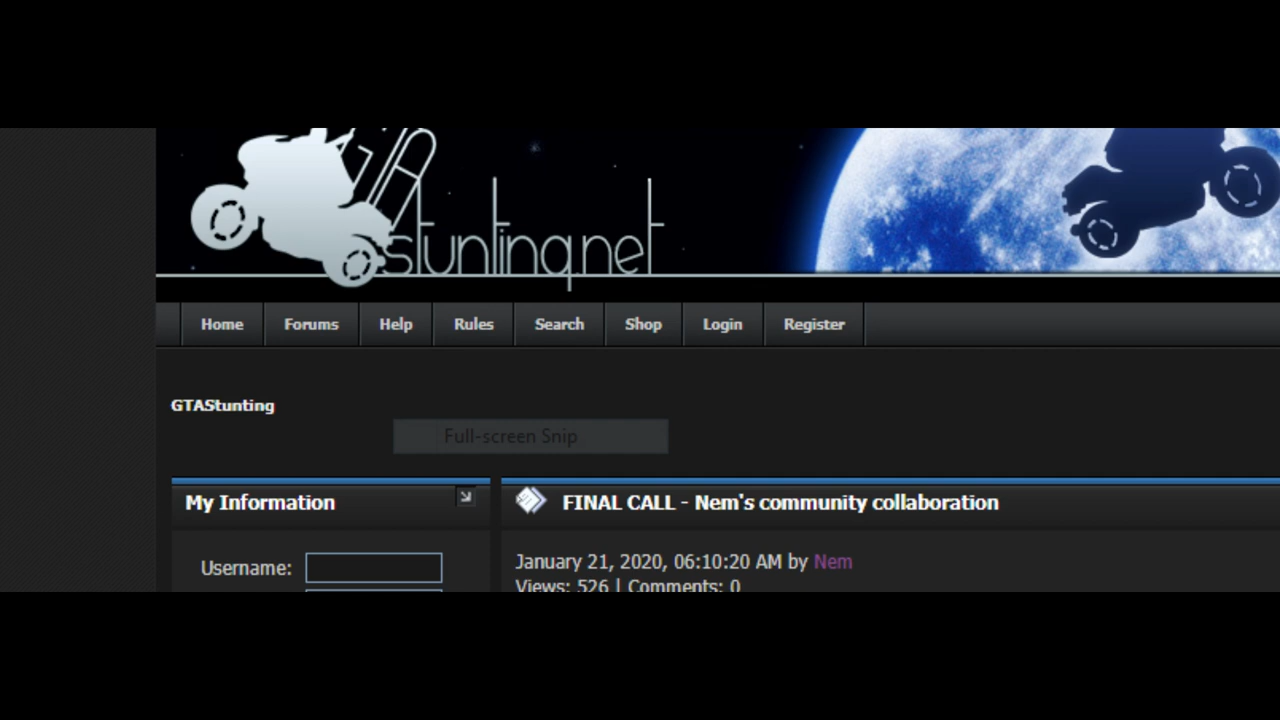 GTA
stunting.net
Home Forums Help Rules Search Shop Login Register
GTAStunting
Full-screen Snip
My Information
FINAL CALL - Nem's community collaboration
Username:
January 21, 2020, 06:10:20 AM by Nem
Views: 526 | Comments: 0